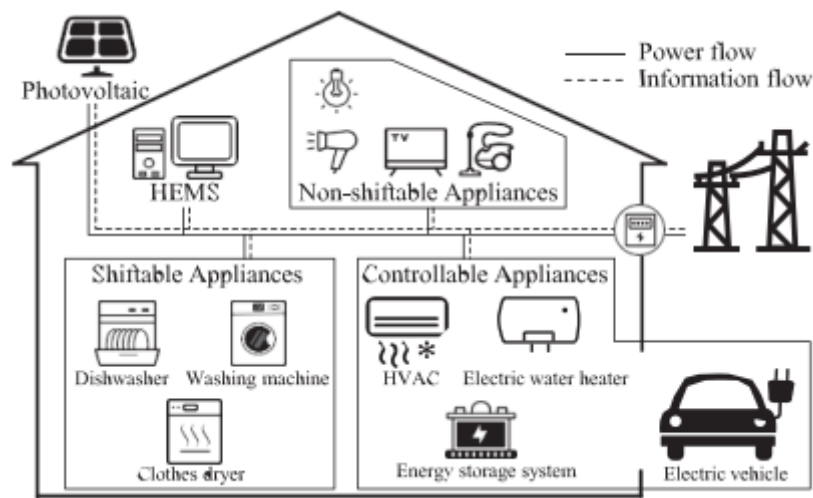 Photovoltaic
Power flow
Information flow
TV
HEMS
Non-shiftable Appliances
Shiftable Appliances
Controllable Appliances
Dishwasher
Washing machine
HVAC
Electric water heater
Clothes dryer
Energy storage system
Electric vehicle